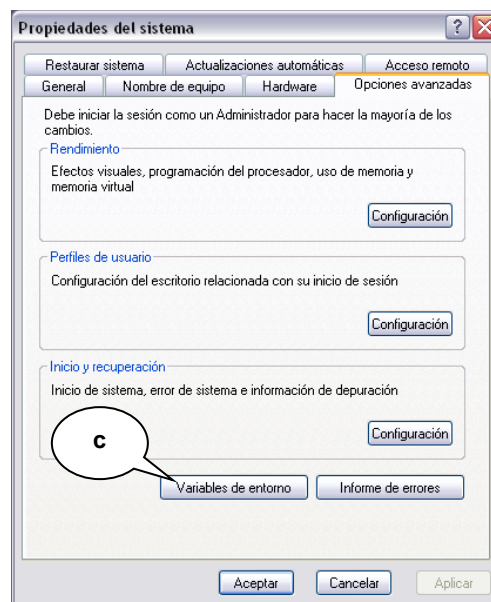 Propiedades del sistema
Restaurar sistema Actualizaciones automáticas Acceso remoto
General Nombre de equipo Hardware Opciones avanzadas
Debe iniciar la sesión como un Administrador para hacer la mayoría de los
cambios.
Rendimiento
Efectos visuales, programación del procesador, uso de memoria y
memoria virtual
Configuración
Perfiles de usuario
Configuración del escritorio relacionada con su inicio de sesión
Configuración
Inicio y recuperación
Inicio de sistema, error de sistema e información de depuración
Configuración
c
Variables de entorno Informe de errores
Aceptar Cancelar Aplicar